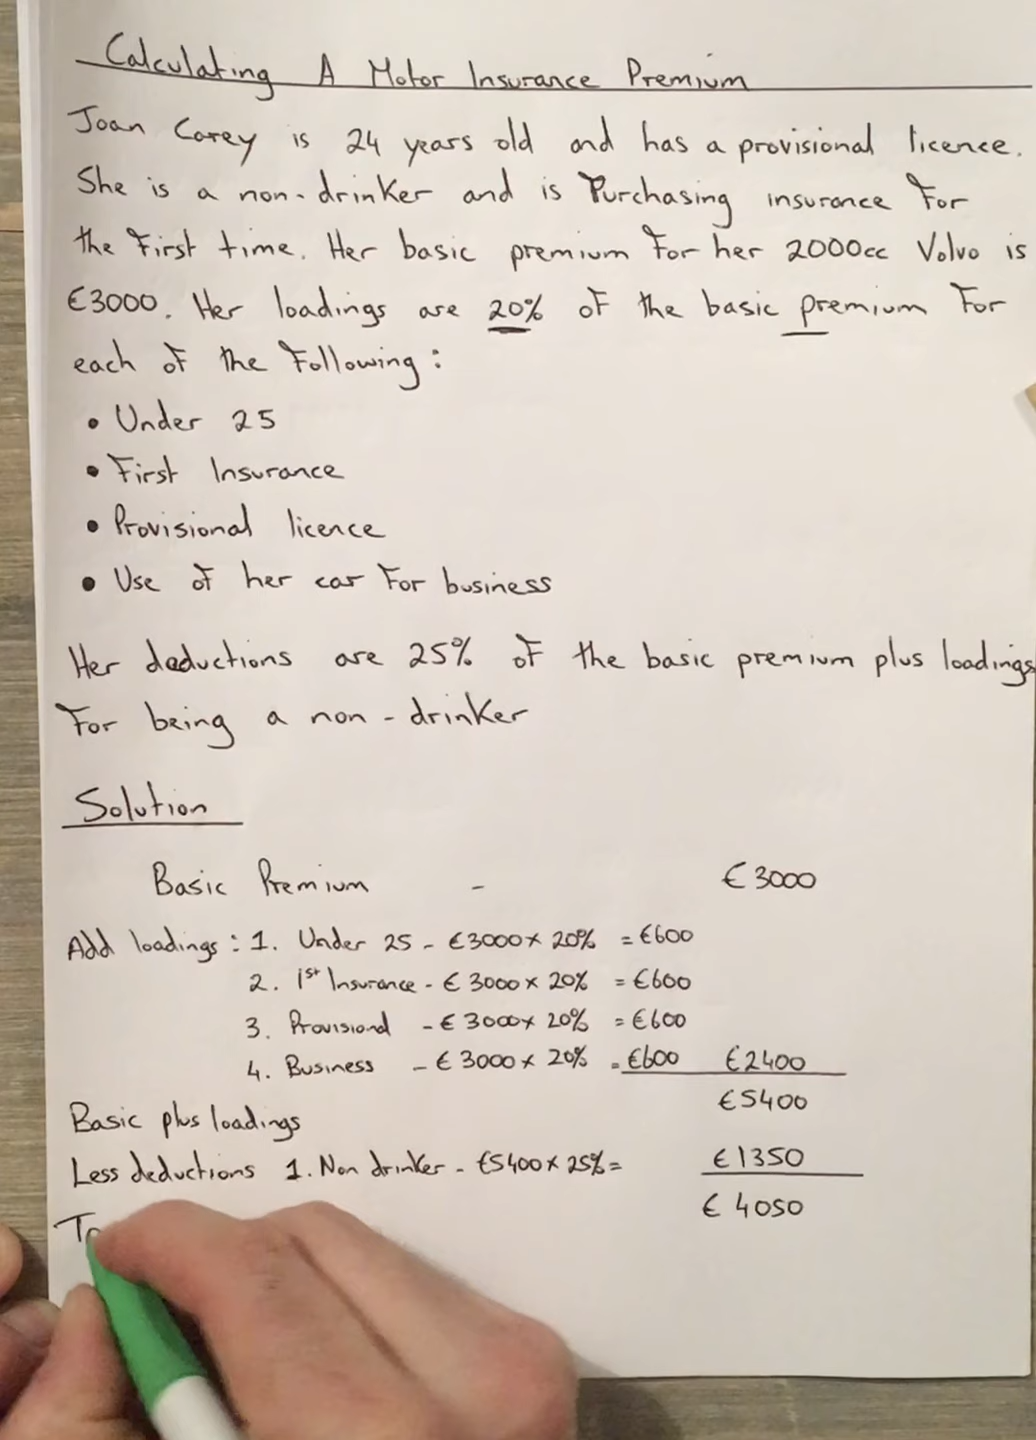 Calculating A Motor Insurance Premium
Joan Carey is 24 years old and has a provisional licence.
She is a non-drinker and is Purchasing insurance for
the first time. Her basic premium for her 2000cc Volvo is
€3000. Her loadings are 20% of the basic premium for
each of the following:
• Under 25
• First Insurance
• Provisional licence
• Use of her car for business
Her deductions are 25% of the basic premium plus loadings
for being a non-drinker
Solution
Basic Premium - €3000
Add loadings: 1. Under 25 - €3000 x 20% = €600
2. 1st Insurance - €3000 x 20% = €600
3. Provisional - €3000 x 20% = €600
4. Business - €3000 x 20% = €600 €2400
€5400
Basic plus loadings
Less deductions 1. Non drinker - €5400 x 25% = €1350
€4050
To